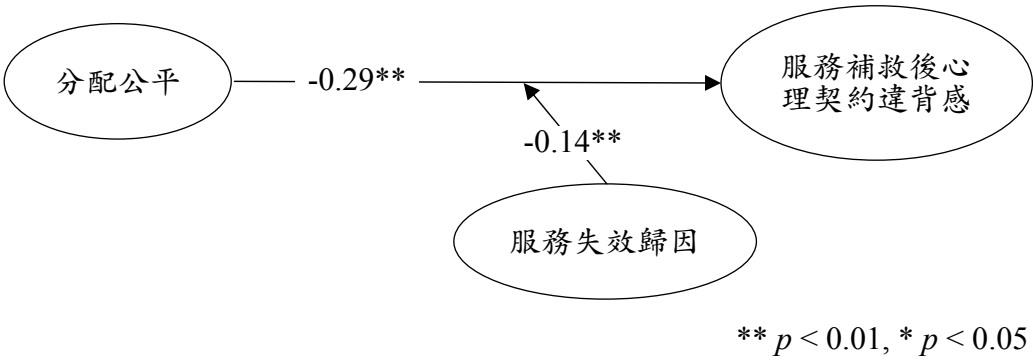 分配公平
-0.29**
服務補救後心
理契約違背感
-0.14**
服務失效歸因
** p < 0.01, * p < 0.05